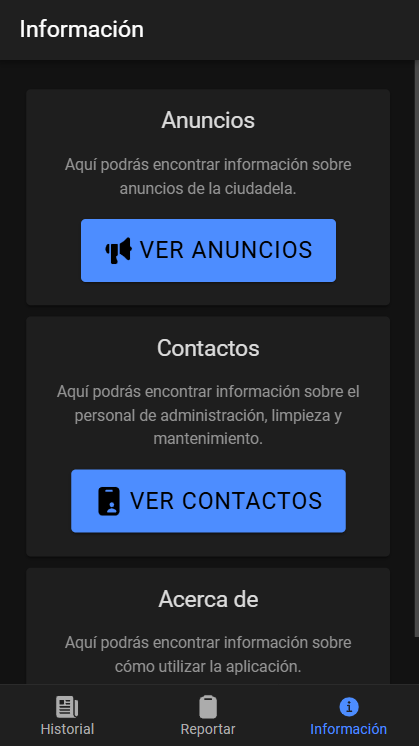 Información
Anuncios
Aquí podrás encontrar información sobre
anuncios de la ciudadela.
VER ANUNCIOS
Contactos
Aquí podrás encontrar información sobre el
personal de administración, limpieza y
mantenimiento.
VER CONTACTOS
Acerca de
Aquí podrás encontrar información sobre
cómo utilizar la aplicación.
Historial
Reportar
Información